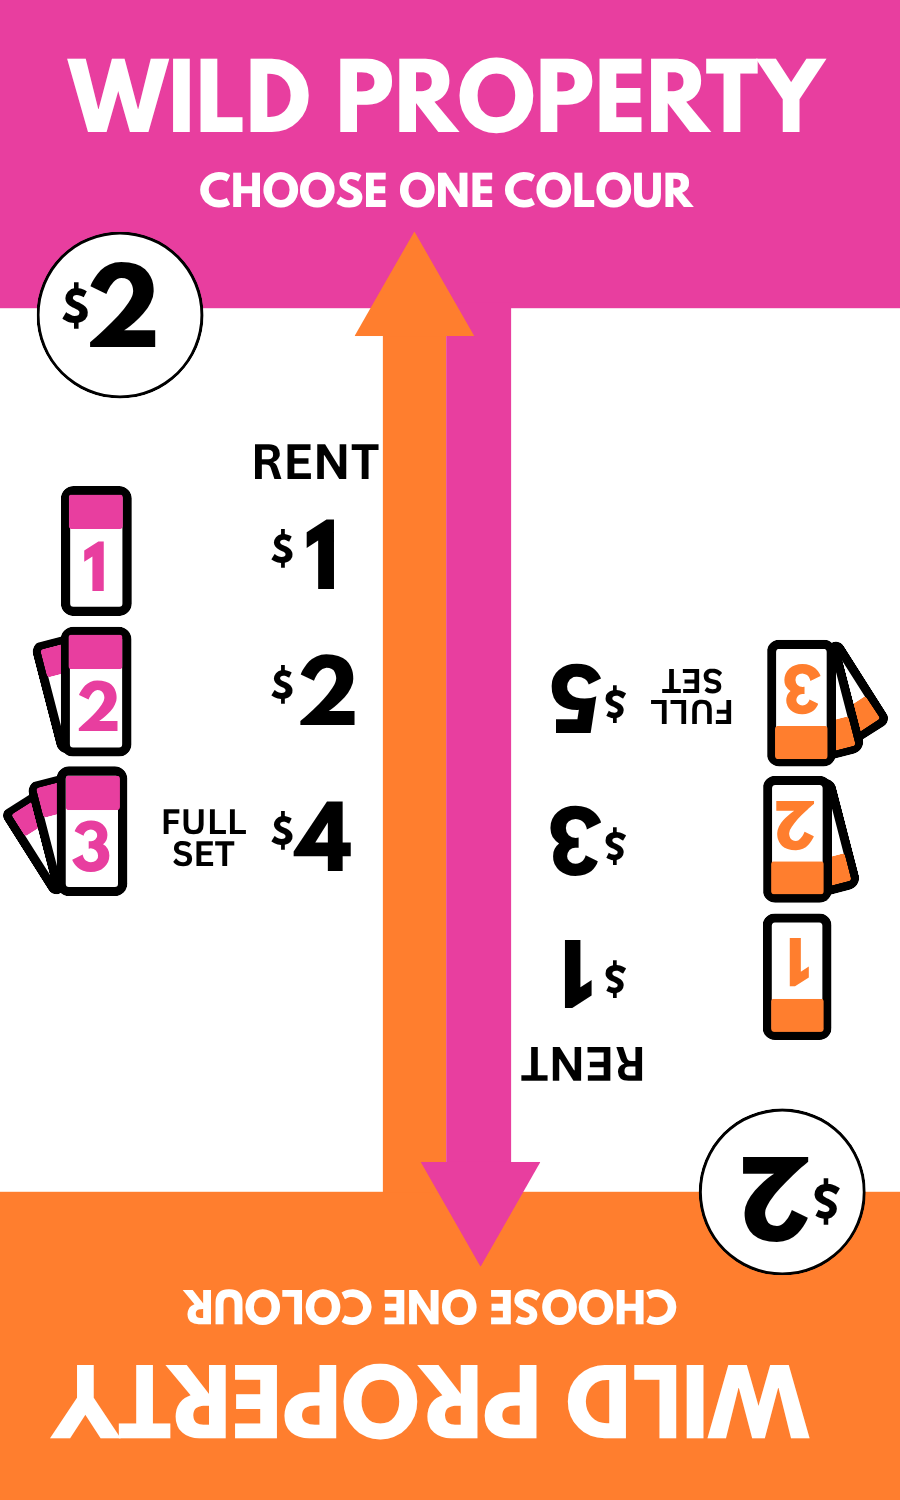 WILD PROPERTY
CHOOSE ONE COLOUR
$2
RENT
1 $1
2 $2
3 FULL SET $4
WILD PROPERTY
CHOOSE ONE COLOUR
$2
RENT
1 $1
2 $3
3 FULL SET $5